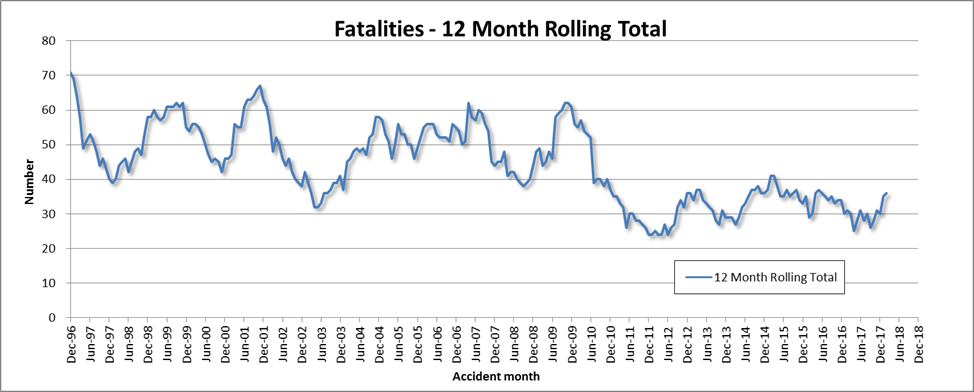 Fatalities - 12 Month Rolling Total
80
70
60
50
40
30
20
10
0
Number
12 Month Rolling Total
Dec-96
Jun-97
Dec-97
Jun-98
Dec-98
Jun-99
Dec-99
Jun-00
Dec-00
Jun-01
Dec-01
Jun-02
Dec-02
Jun-03
Dec-03
Jun-04
Dec-04
Jun-05
Dec-05
Jun-06
Dec-06
Jun-07
Dec-07
Jun-08
Dec-08
Jun-09
Dec-09
Jun-10
Dec-10
Jun-11
Dec-11
Jun-12
Dec-12
Jun-13
Dec-13
Jun-14
Dec-14
Jun-15
Dec-15
Jun-16
Dec-16
Jun-17
Dec-17
Jun-18
Dec-18
Accident month